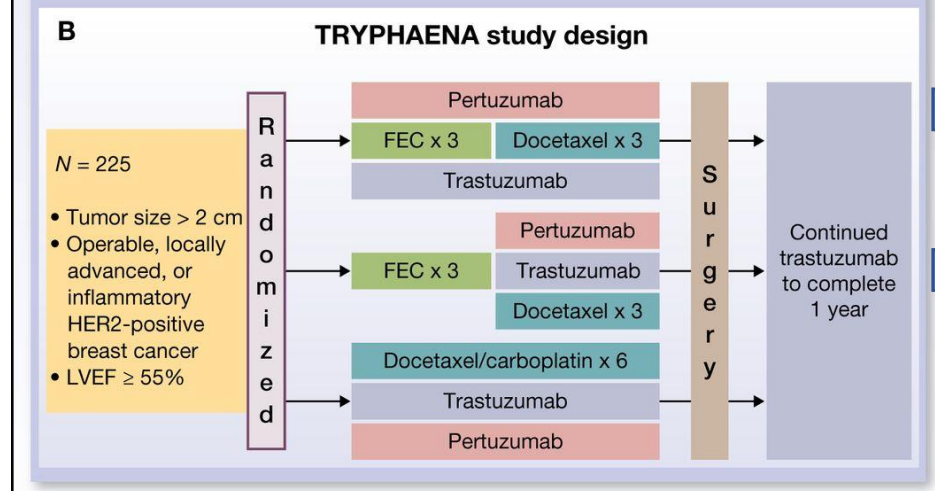 B
TRYPHAENA study design
N = 225
• Tumor size > 2 cm
• Operable, locally
advanced, or
inflammatory
HER2-positive
breast cancer
• LVEF ≥ 55%
Randomized
Pertuzumab
FEC x 3
Docetaxel x 3
Trastuzumab
Pertuzumab
FEC x 3
Trastuzumab
Docetaxel x 3
Docetaxel/carboplatin x 6
Trastuzumab
Pertuzumab
Surgery
Continued
trastuzumab
to complete
1 year